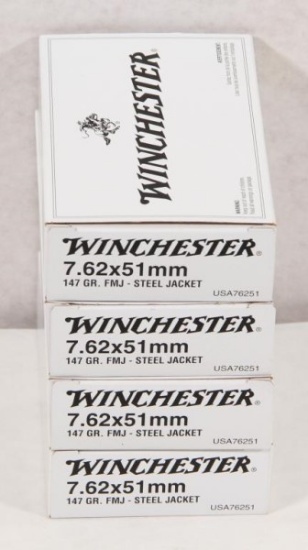 WINCHESTER
WARNING:
WINCHESTER®
7.62x51mm
147 GR. FMJ - STEEL JACKET
USA76251
WINCHESTER®
7.62x51mm
147 GR. FMJ - STEEL JACKET
USA76251
WINCHESTER®
7.62x51mm
147 GR. FMJ - STEEL JACKET
USA76251
WINCHESTER®
7.62x51mm
147 GR. FMJ - STEEL JACKET
USA76251